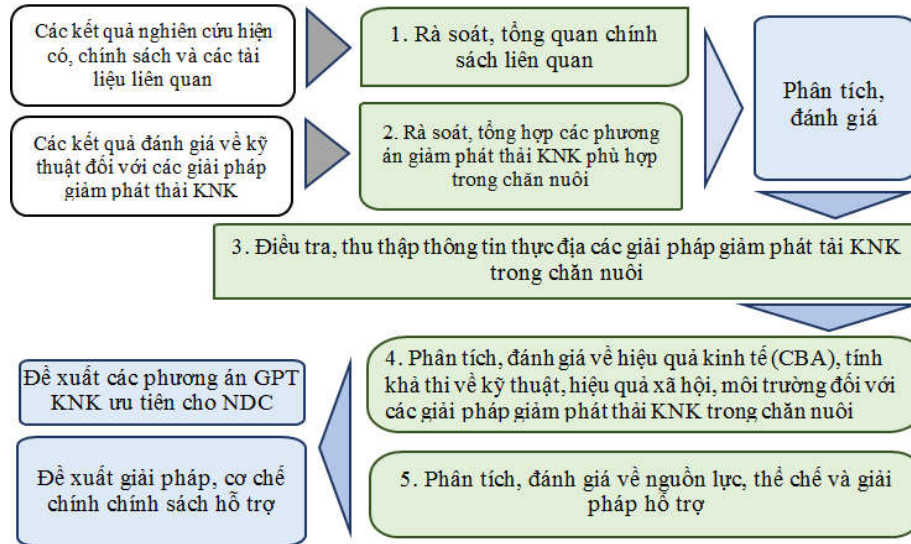 Các kết quả nghiên cứu hiện
có, chính sách và các tài
liệu liên quan
1. Rà soát, tổng quan chính
sách liên quan
Phân tích,
đánh giá
Các kết quả đánh giá về kỹ
thuật đối với các giải pháp
giảm phát thải KNK
2. Rà soát, tổng hợp các phương
án giảm phát thải KNK phù hợp
trong chăn nuôi
3. Điều tra, thu thập thông tin thực địa các giải pháp giảm phát tải KNK
trong chăn nuôi
4. Phân tích, đánh giá về hiệu quả kinh tế (CBA), tính
khả thi về kỹ thuật, hiệu quả xã hội, môi trường đối với
các giải pháp giảm phát thải KNK trong chăn nuôi
Đề xuất các phương án GPT
KNK ưu tiên cho NDC
5. Phân tích, đánh giá về nguồn lực, thể chế và giải
pháp hỗ trợ
Đề xuất giải pháp, cơ chế
chính chính sách hỗ trợ